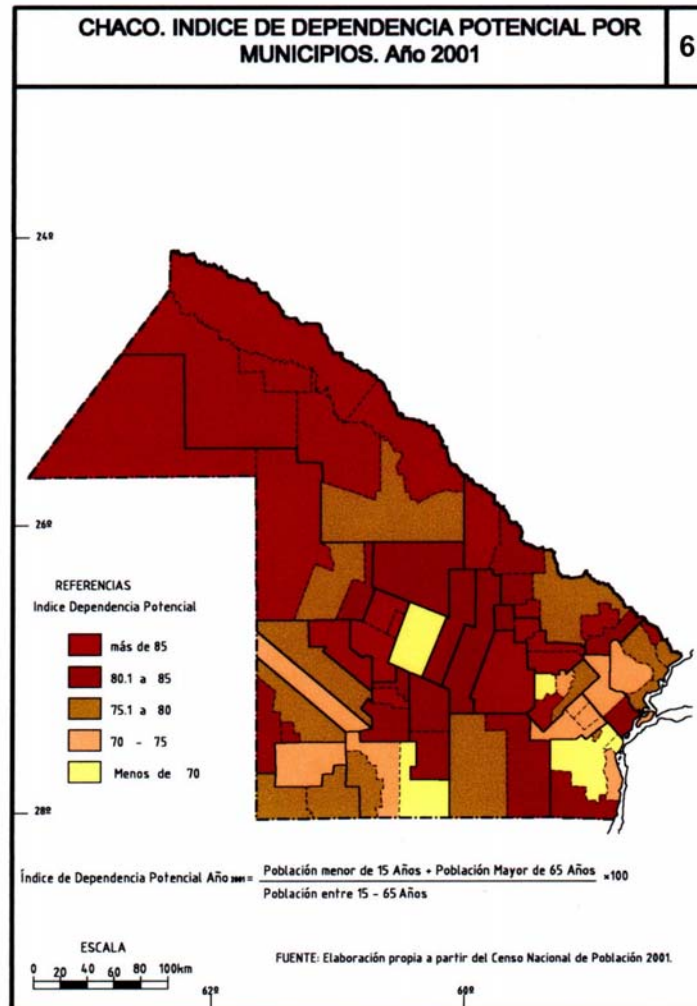 CHACO. INDICE DE DEPENDENCIA POTENCIAL POR
MUNICIPIOS. Año 2001
6
24º
26º
28º
REFERENCIAS
Indice Dependencia Potencial
más de 85
80.1 a 85
75.1 a 80
70 - 75
Menos de 70
Índice de Dependencia Potencial Año 2001 = Población menor de 15 Años + Población Mayor de 65 Años ×100
Población entre 15 - 65 Años
ESCALA
0 20 40 60 80 100km
FUENTE: Elaboración propia a partir del Censo Nacional de Población 2001.
62º
60º